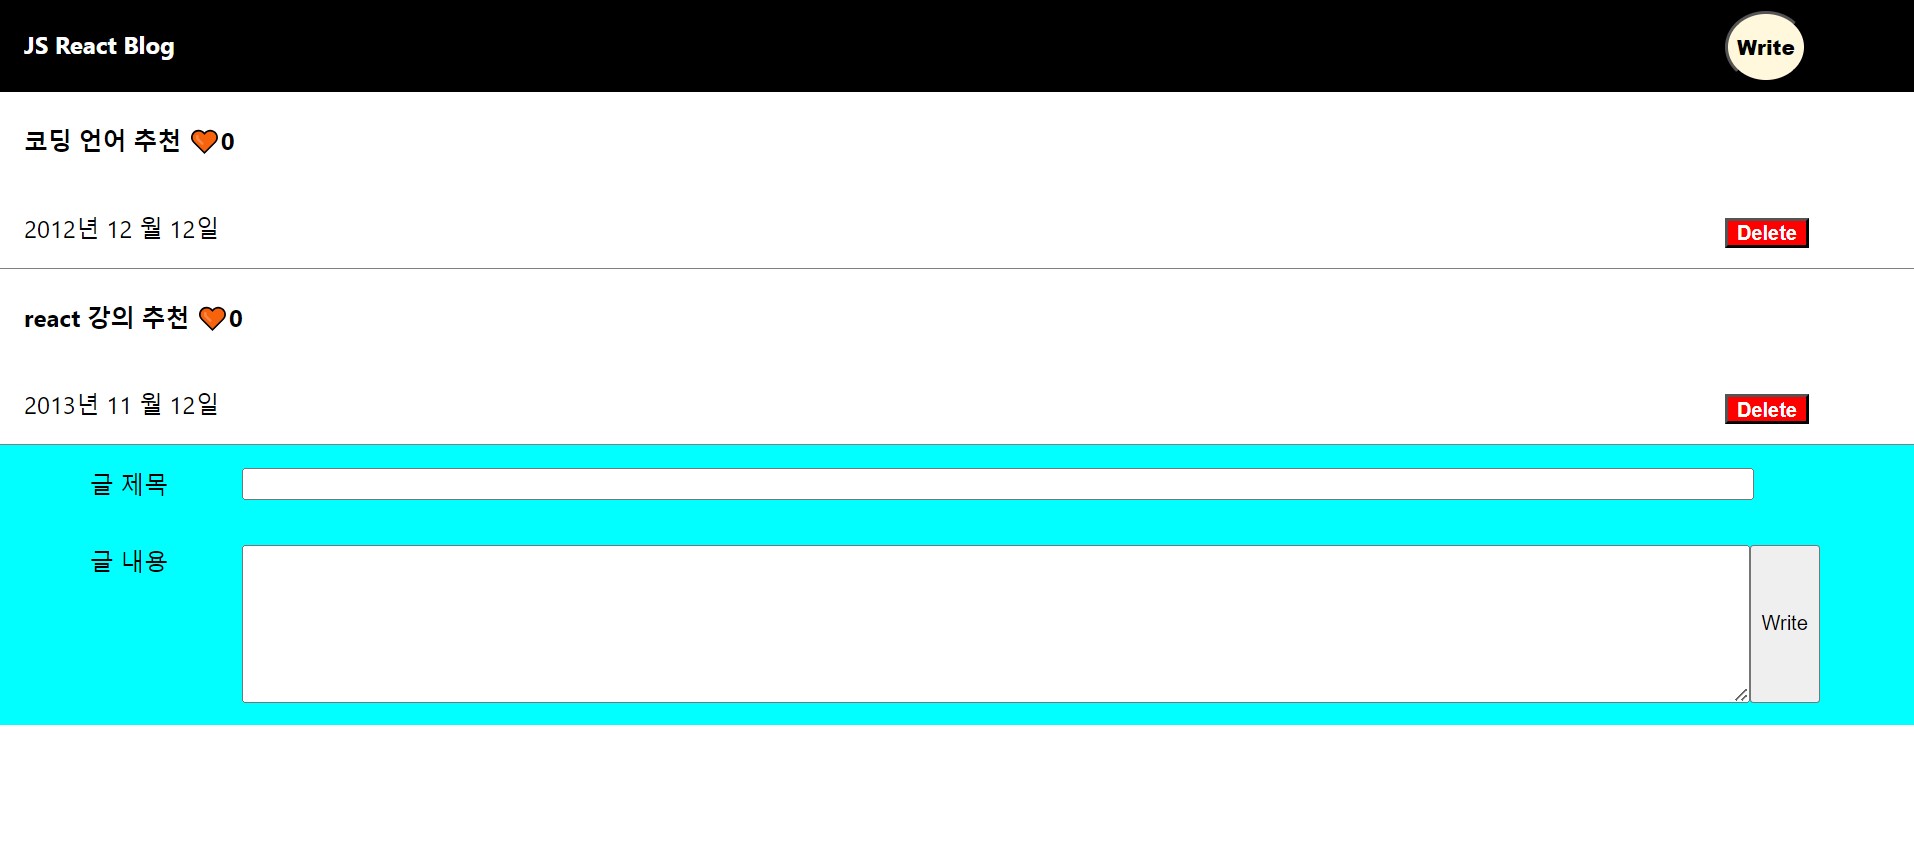 JS React Blog Write
코딩 언어 추천 🧡0
2012년 12 월 12일 Delete
react 강의 추천 🧡0
2013년 11 월 12일 Delete
글 제목
글 내용 Write